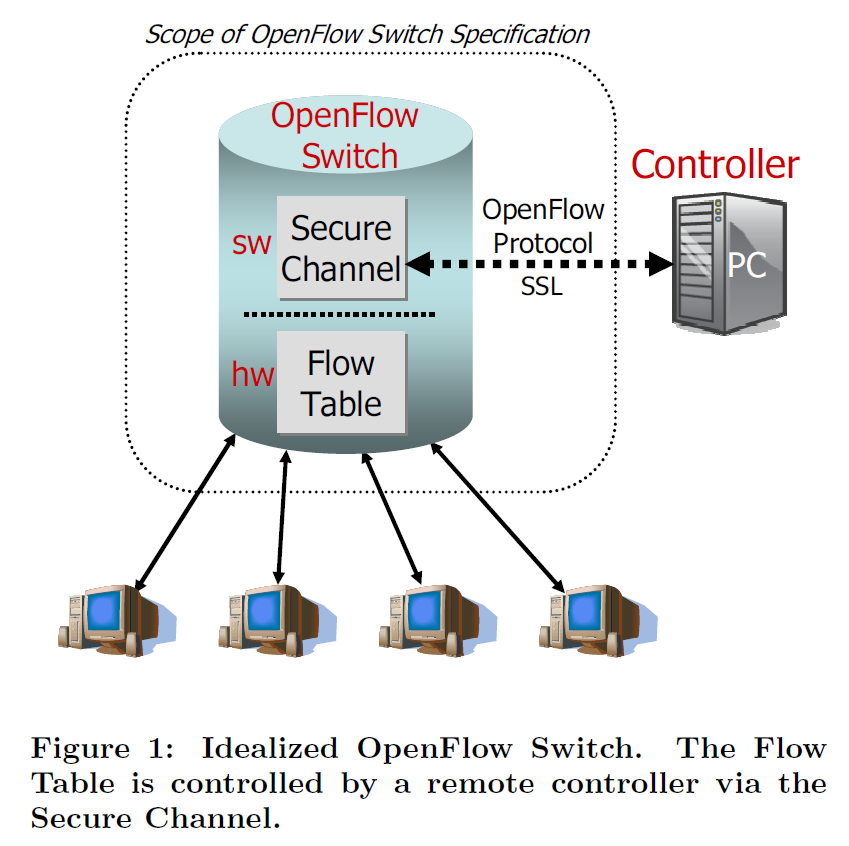 Scope of OpenFlow Switch Specification
OpenFlow
Switch
Controller
sw
Secure
Channel
OpenFlow
Protocol
SSL
PC
hw
Flow
Table
Figure 1: Idealized OpenFlow Switch. The Flow
Table is controlled by a remote controller via the
Secure Channel.